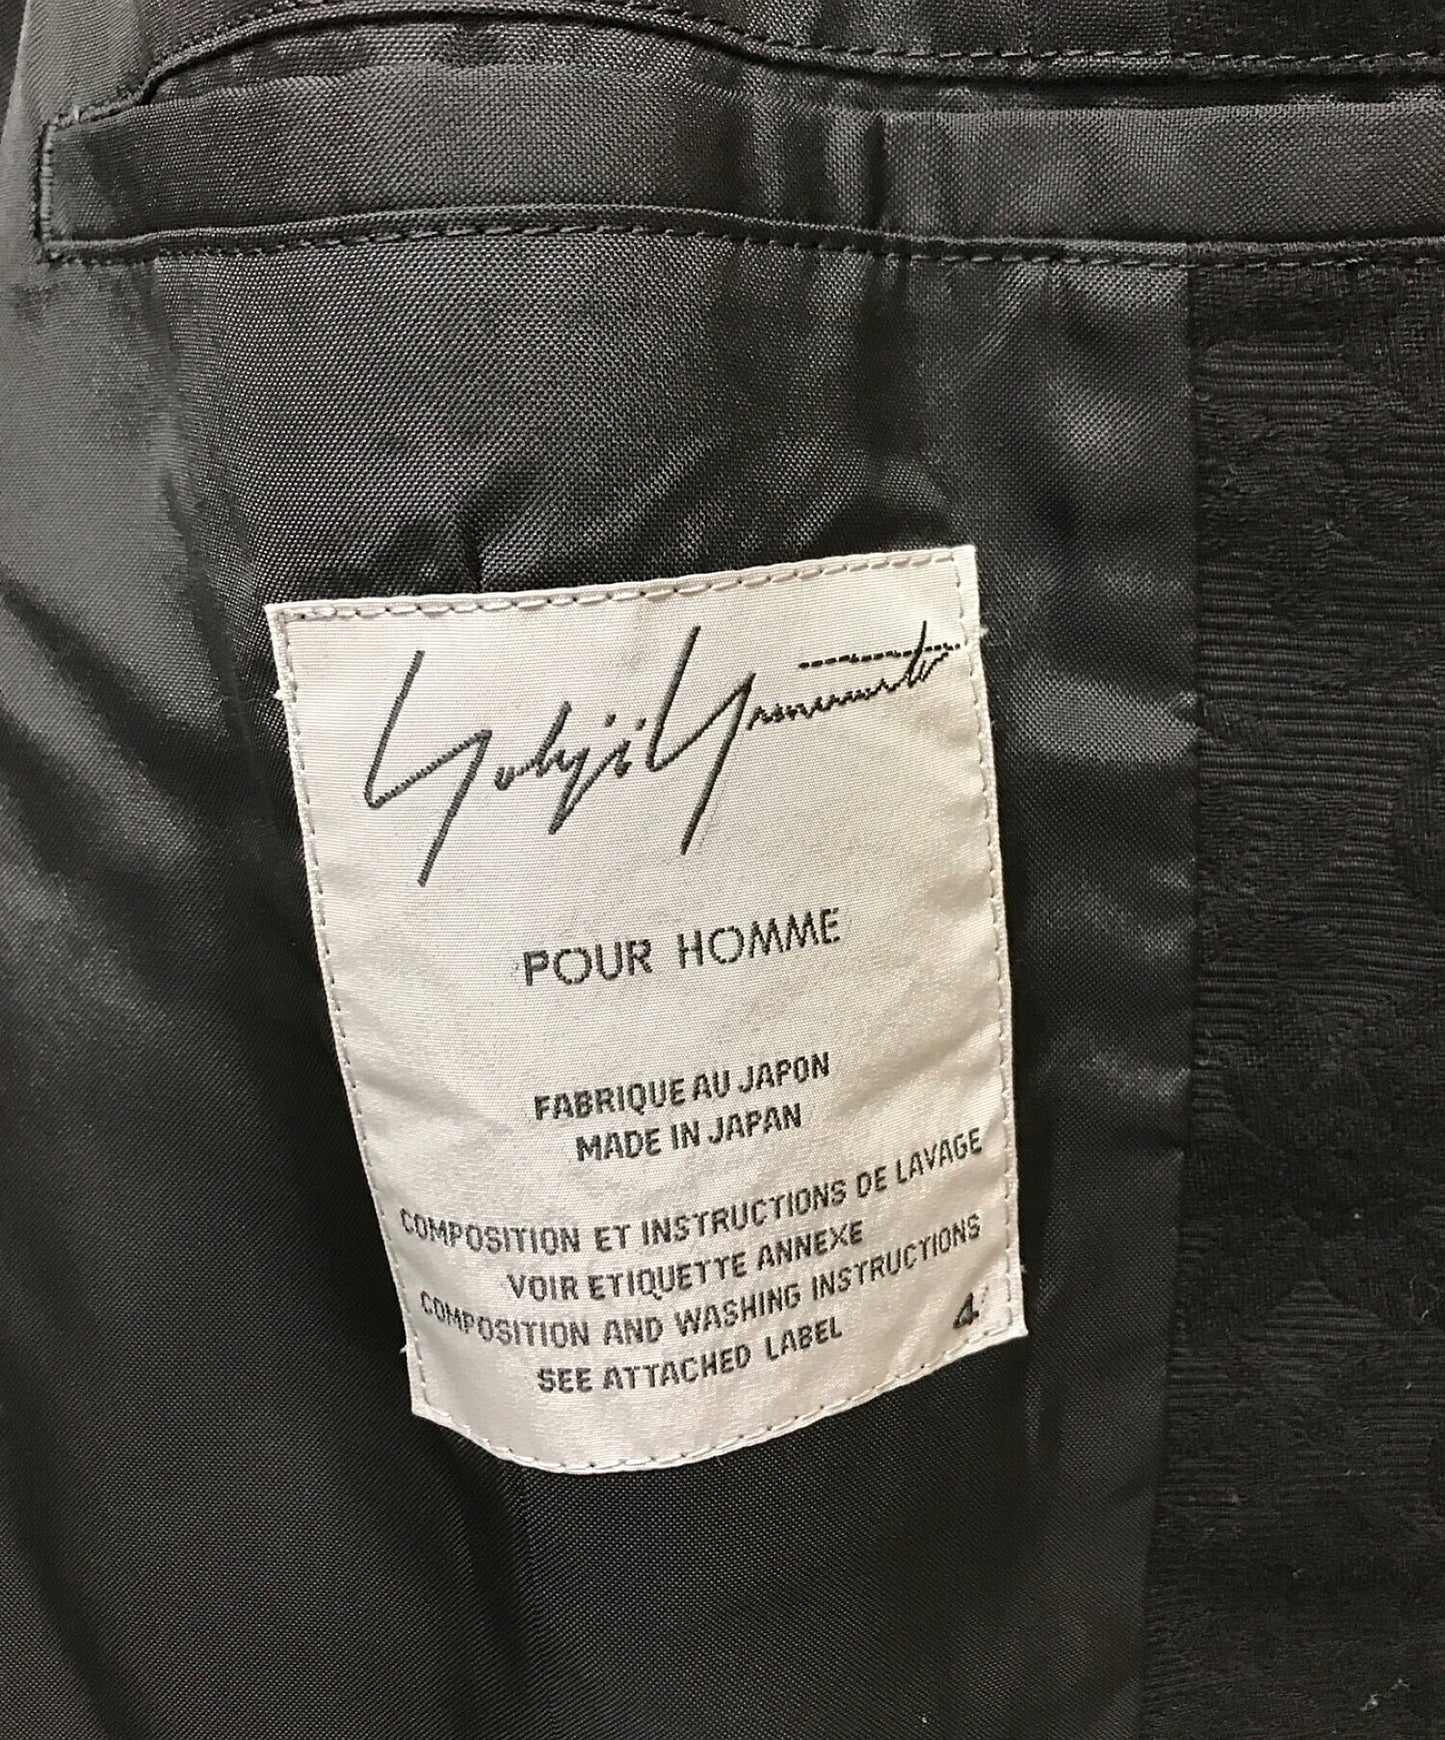 Yohji Yamamoto
POUR HOMME
FABRIQUE AU JAPON
MADE IN JAPAN
COMPOSITION ET INSTRUCTIONS DE LAVAGE
VOIR ETIQUETTE ANNEXE
COMPOSITION AND WASHING INSTRUCTIONS
SEE ATTACHED LABEL 4